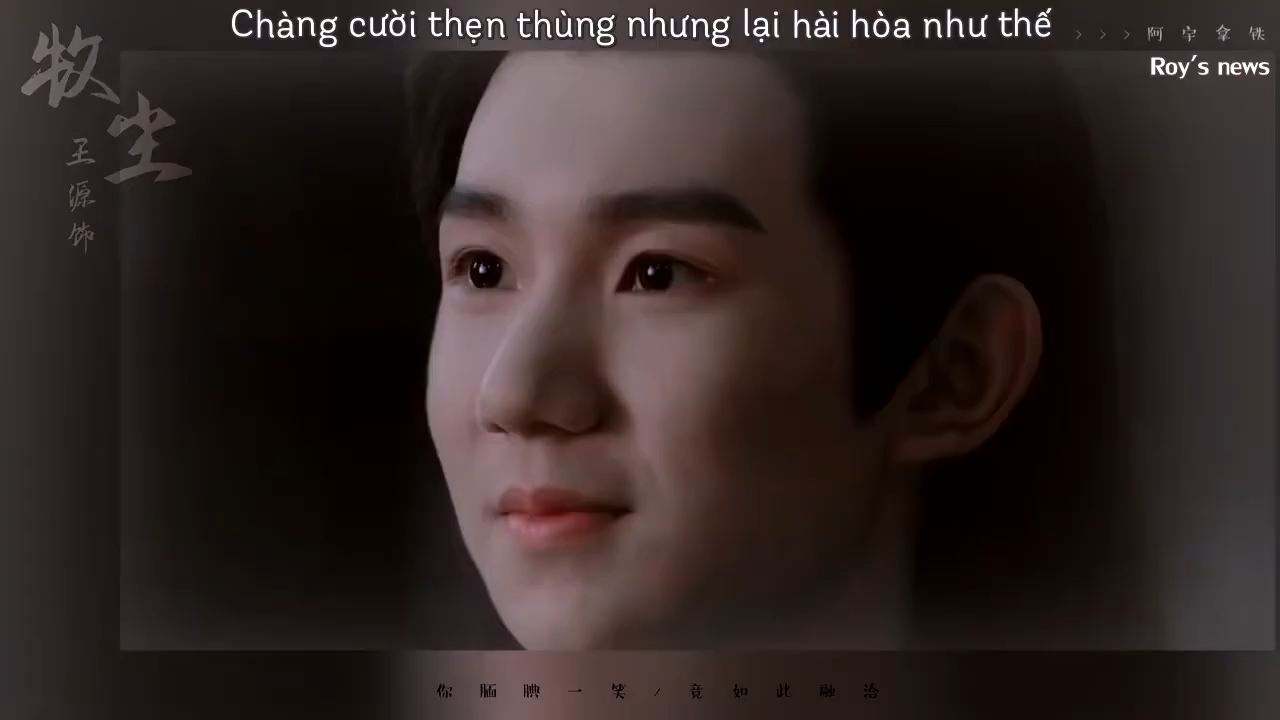 Chàng cười thẹn thùng nhưng lại hài hòa như thế
> > > 阿宁拿铁
Roy's news
牧尘
王源饰
你腼腆一笑/竟如此融洽